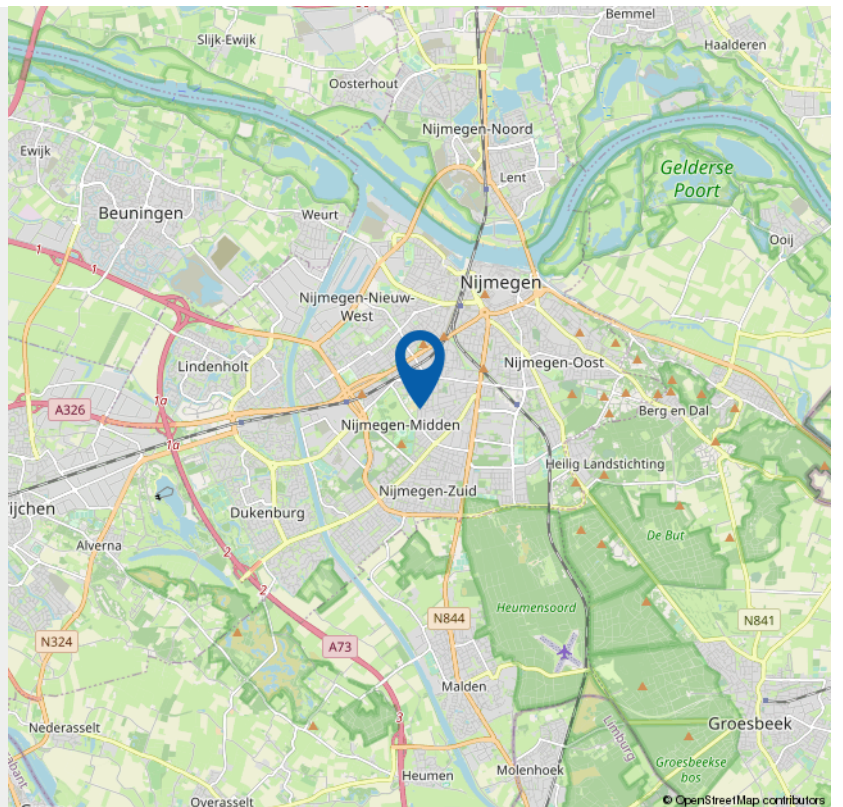 Bemmel
Slijk-Ewijk
Haalderen
Oosterhout
Nijmegen-Noord
Ewijk
Gelderse
Poort
Lent
Beuningen
Weurt
Ooij
1
1
Nijmegen
Nijmegen-Nieuw-
West
Lindenholt
Nijmegen-Oost
1a
A326
Berg en Dal
Nijmegen-Midden
1a
Heilig Landstichting
Nijmegen-Zuid
ijchen
Dukenburg
De But
Alverna
2
2
Heumensoord
N844
N841
N324
A73
Malden
3
Nederasselt
Limburg
Groesbeek
Groesbeekse
bos
Molenhoek
Heumen
Overasselt
© OpenStreetMap contributors